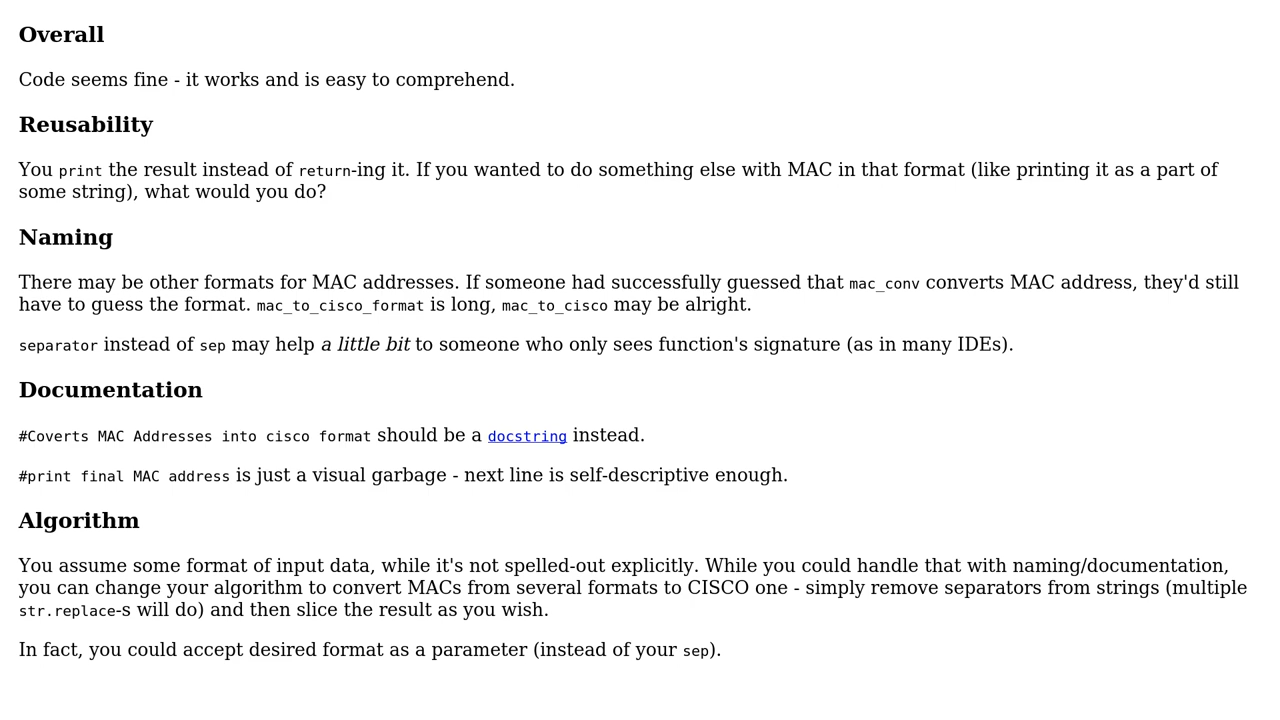 Overall
Code seems fine - it works and is easy to comprehend.
Reusability
You print the result instead of return-ing it. If you wanted to do something else with MAC in that format (like printing it as a part of
some string), what would you do?
Naming
There may be other formats for MAC addresses. If someone had successfully guessed that mac_conv converts MAC address, they'd still
have to guess the format. mac_to_cisco_format is long, mac_to_cisco may be alright.
separator instead of sep may help a little bit to someone who only sees function's signature (as in many IDEs).
Documentation
#Coverts MAC Addresses into cisco format should be a docstring instead.
#print final MAC address is just a visual garbage - next line is self-descriptive enough.
Algorithm
You assume some format of input data, while it's not spelled-out explicitly. While you could handle that with naming/documentation,
you can change your algorithm to convert MACs from several formats to CISCO one - simply remove separators from strings (multiple
str.replace-s will do) and then slice the result as you wish.
In fact, you could accept desired format as a parameter (instead of your sep).